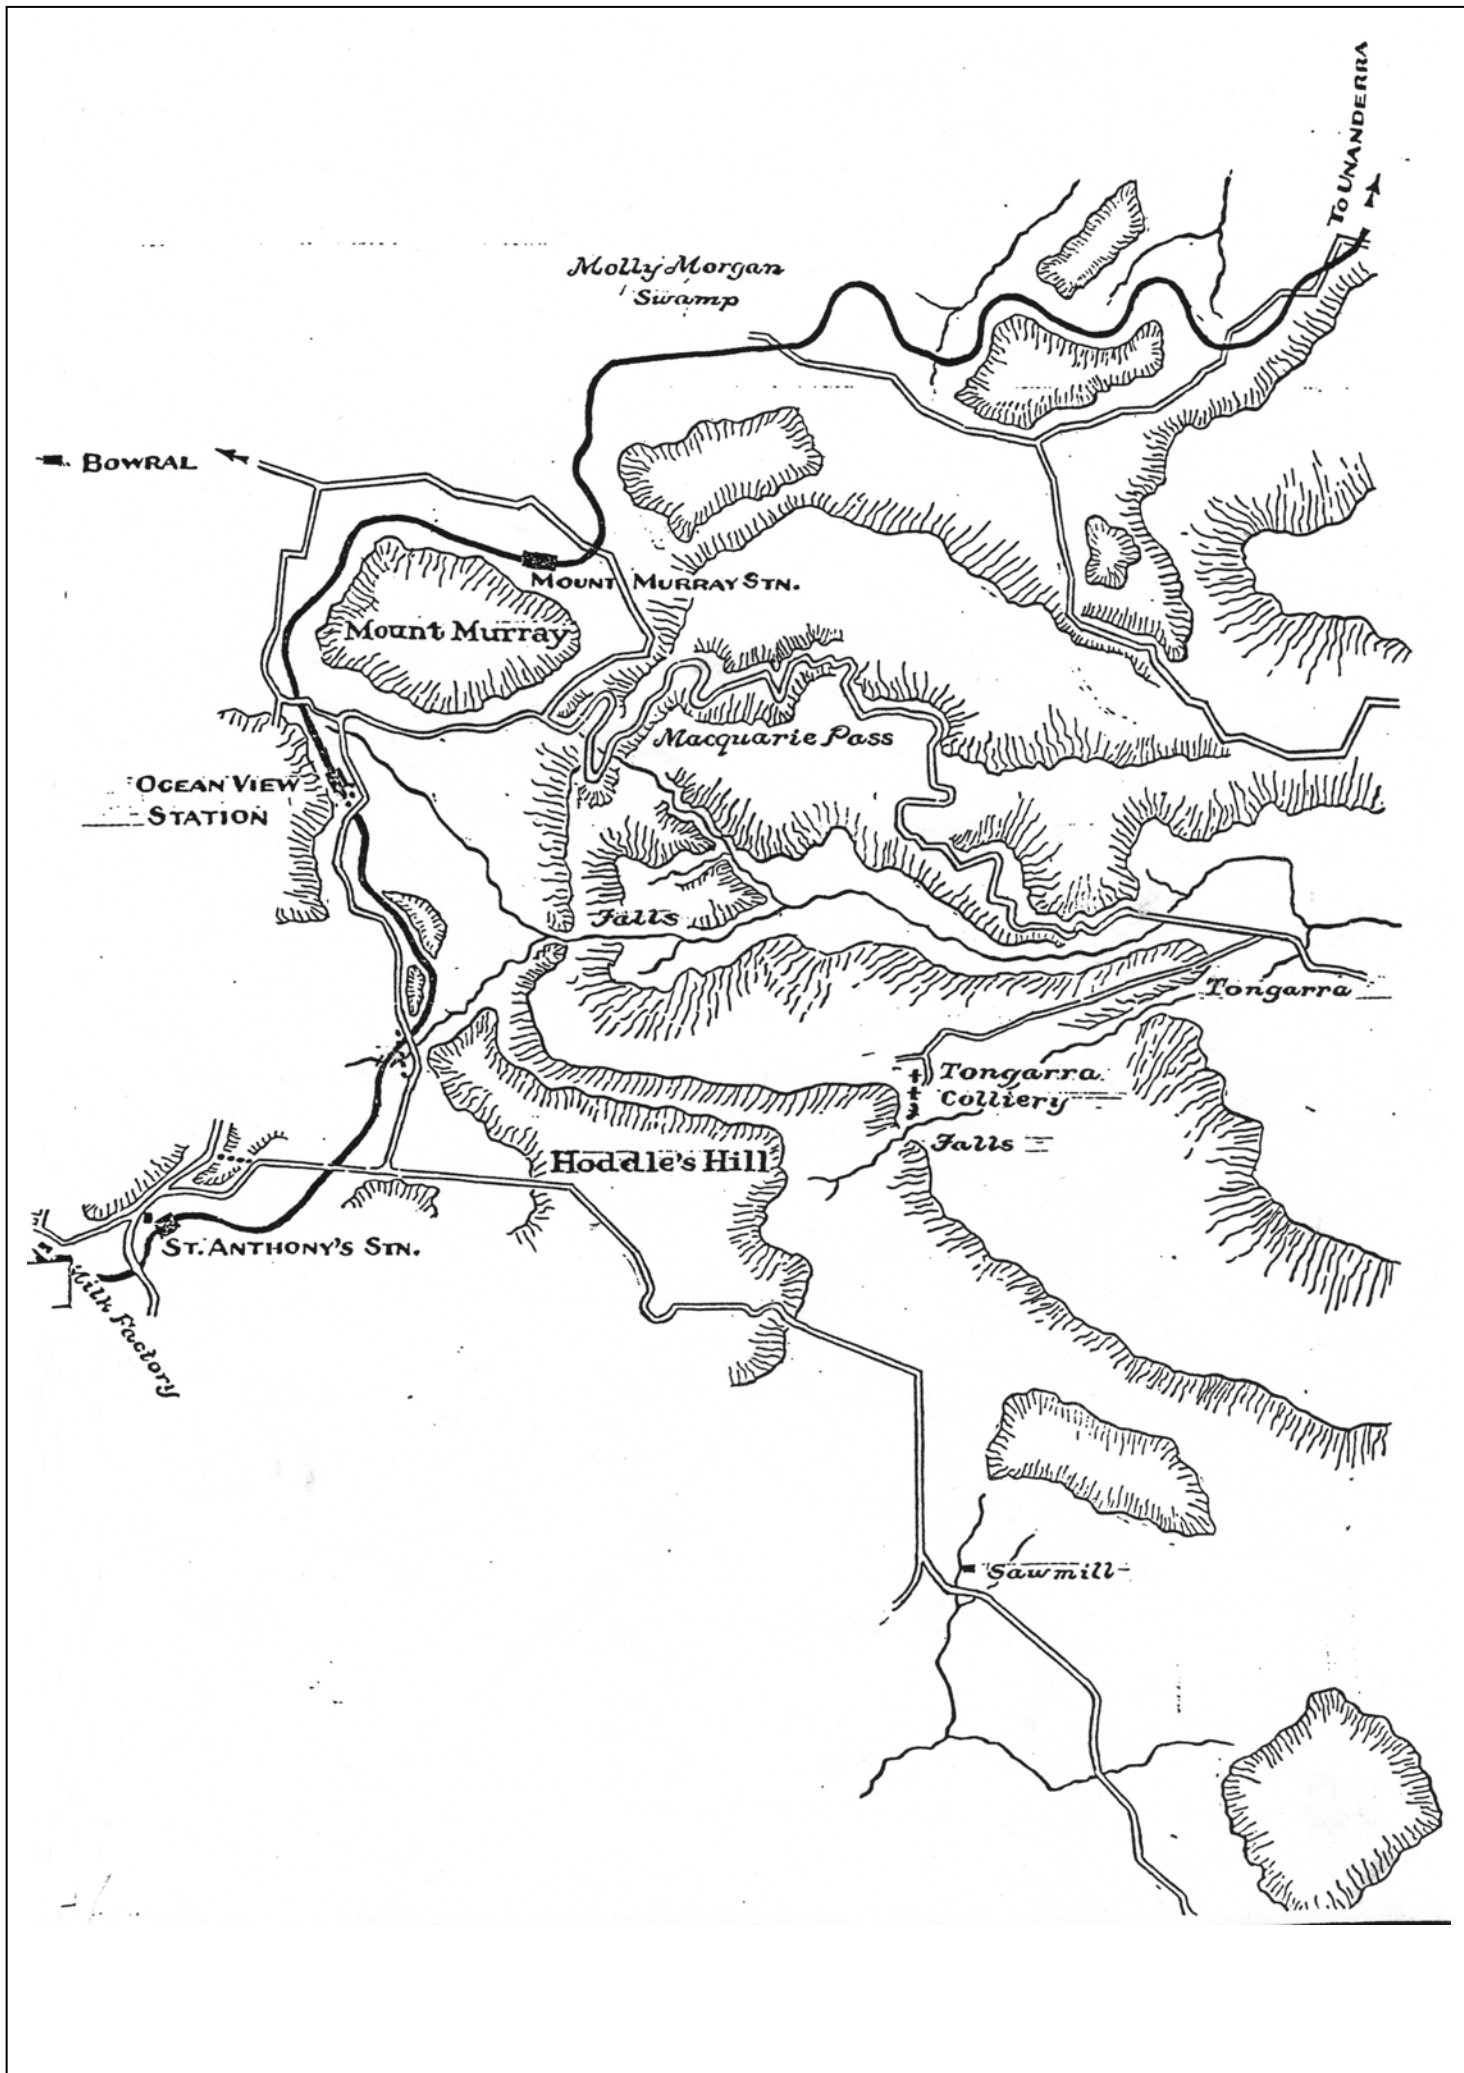 TO UNANDERRA
Molly Morgan
Swamp
BOWRAL
MOUNT MURRAY STN.
Mount Murray
Macquarie Pass
OCEAN VIEW
STATION
Falls
Tongarra
Tongarra
Colliery
Falls
Hoddle's Hill
ST. ANTHONY'S STN.
Milk Factory
Sawmill